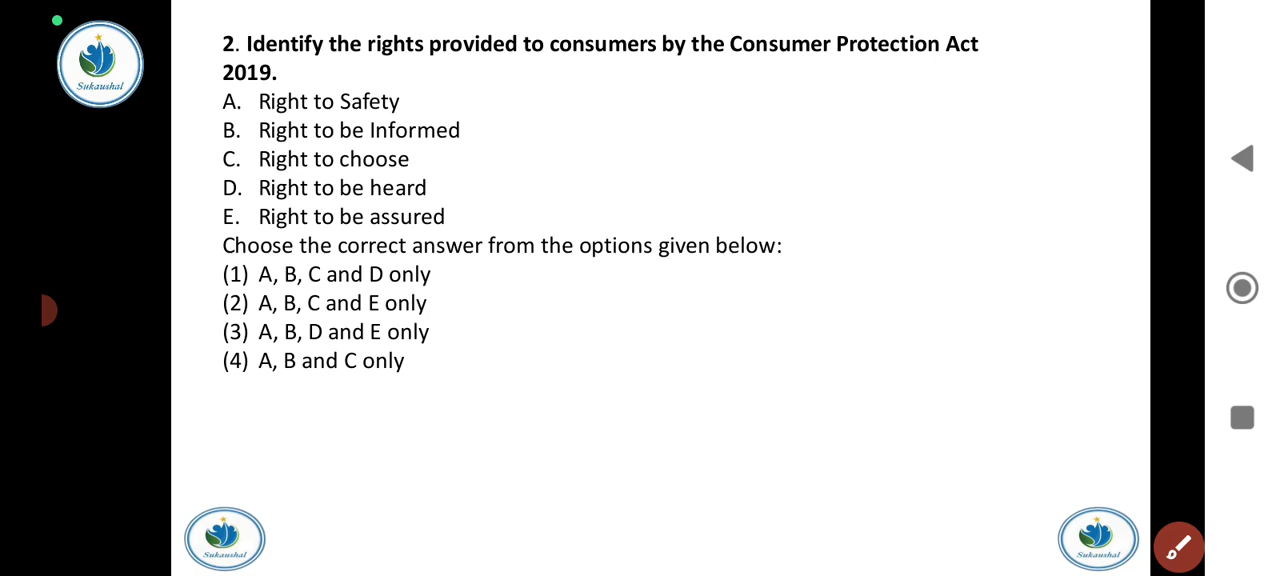 Sukaushal
2. Identify the rights provided to consumers by the Consumer Protection Act
2019.
A. Right to Safety
B. Right to be Informed
C. Right to choose
D. Right to be heard
E. Right to be assured
Choose the correct answer from the options given below:
(1) A, B, C and D only
(2) A, B, C and E only
(3) A, B, D and E only
(4) A, B and C only
Sukaushal
Sukaushal